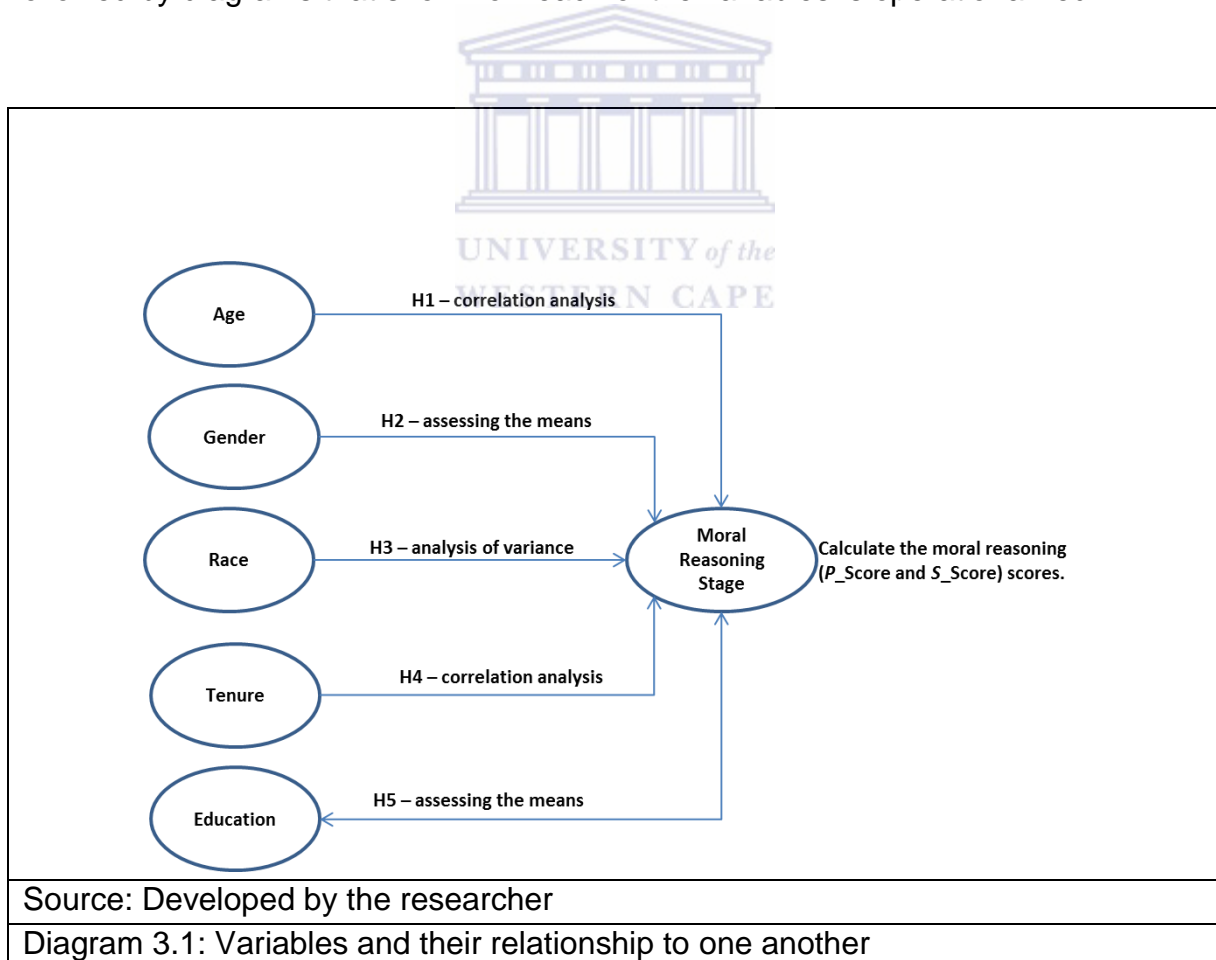 UNIVERSITY of the
WESTERN CAPE
Age
H1 – correlation analysis
Gender
H2 – assessing the means
Race
H3 – analysis of variance
Moral
Reasoning
Stage
Calculate the moral reasoning
(P_Score and S_Score) scores.
Tenure
H4 – correlation analysis
Education
H5 – assessing the means
Source: Developed by the researcher
Diagram 3.1: Variables and their relationship to one another